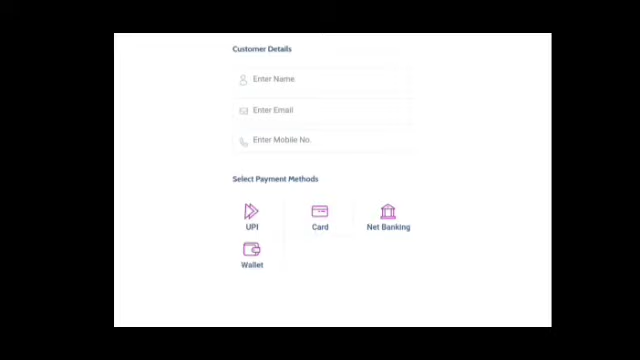 Customer Details
Enter Name
Enter Email
Enter Mobile No.
Select Payment Methods
UPI Card Net Banking
Wallet